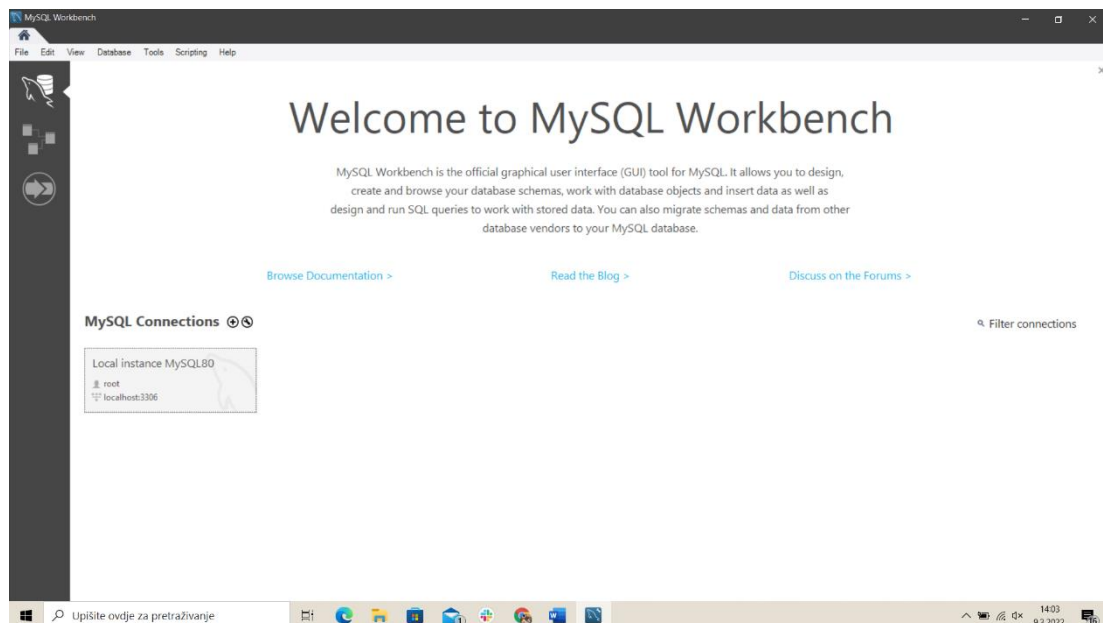 MySQL Workbench
File Edit View Database Tools Scripting Help
Welcome to MySQL Workbench
MySQL Workbench is the official graphical user interface (GUI) tool for MySQL. It allows you to design,
create and browse your database schemas, work with database objects and insert data as well as
design and run SQL queries to work with stored data. You can also migrate schemas and data from other
database vendors to your MySQL database.
Browse Documentation > Read the Blog > Discuss on the Forums >
MySQL Connections Filter connections
Local instance MySQL80
root
localhost:3306
Upišite ovdje za pretraživanje
14:03
9.3.2022
16